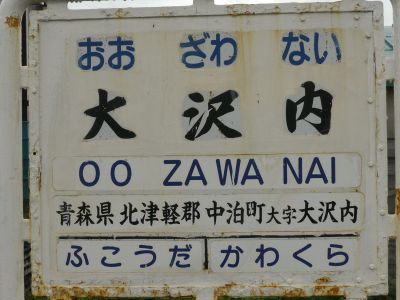 おお ざわ ない
大沢内
OO ZAWA NAI
青森県 北津軽郡 中泊町 大字 大沢内
ふこうだ かわくら